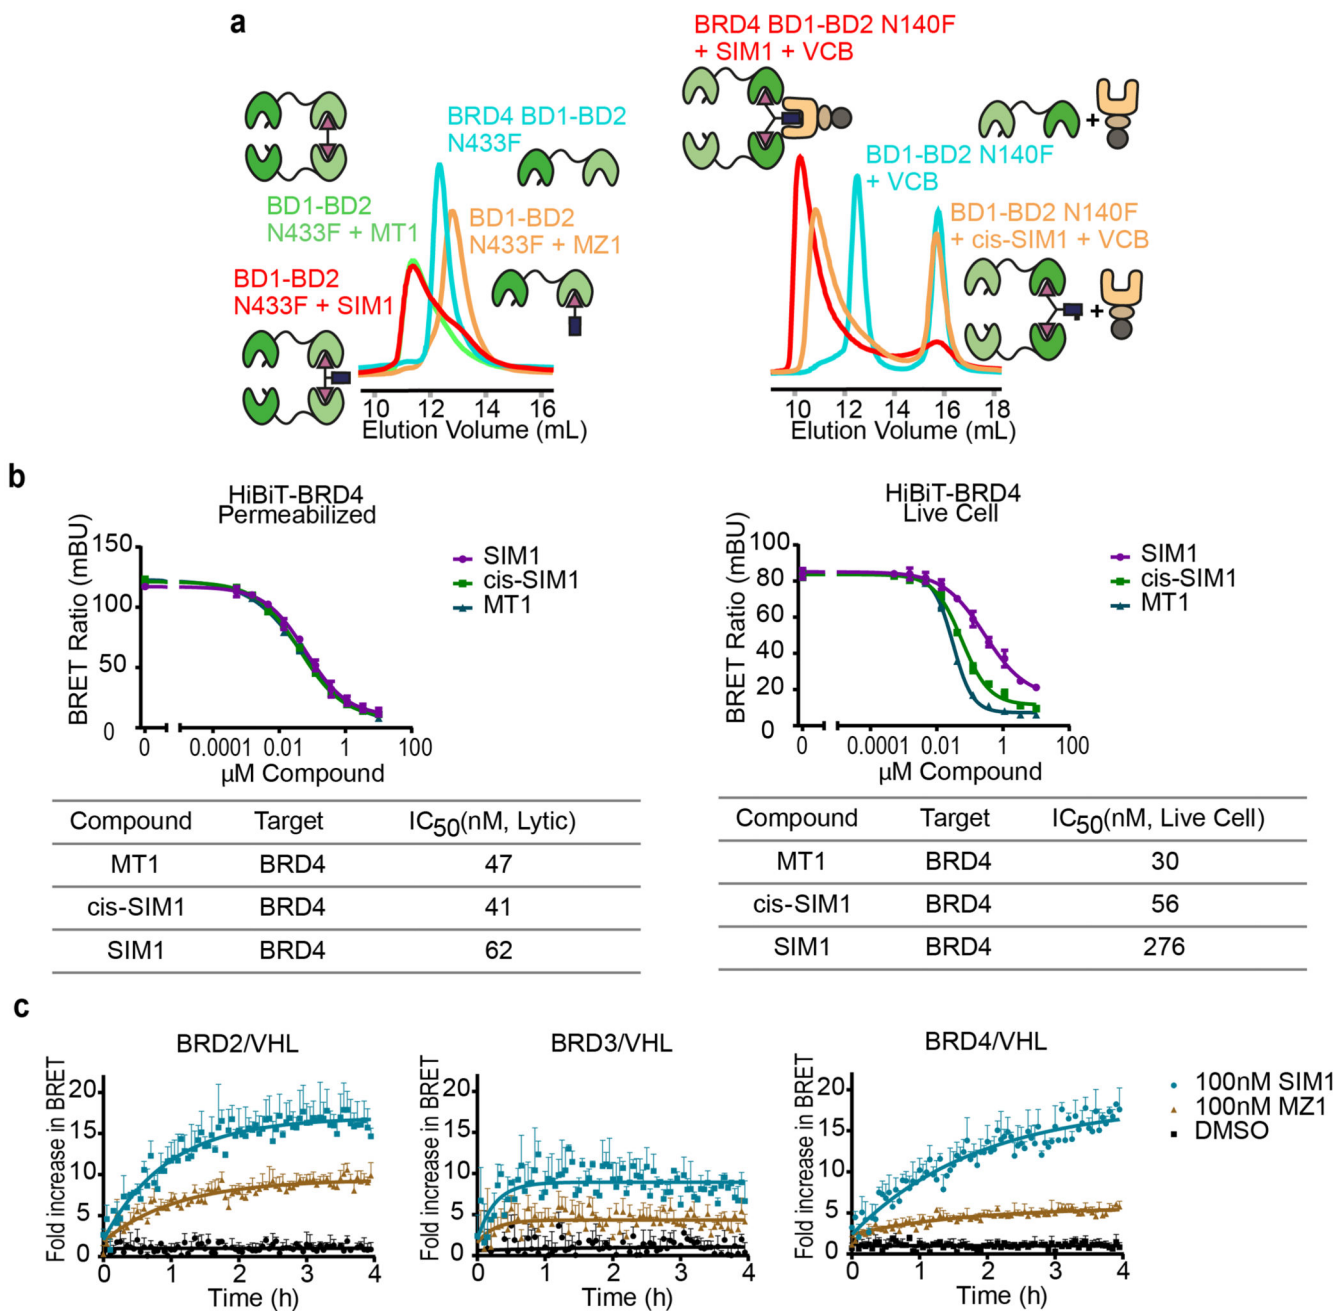 a
BRD4 BD1-BD2 N140F
+ SIM1 + VCB
BRD4 BD1-BD2
N433F
BD1-BD2
N433F + MT1
BD1-BD2
N433F + MZ1
BD1-BD2
N433F + SIM1
+
BD1-BD2 N140F
+ VCB
BD1-BD2 N140F
+ cis-SIM1 + VCB
+
10 12 14 16
Elution Volume (mL)
10 12 14 16 18
Elution Volume (mL)
b
HiBiT-BRD4
Permeabilized
BRET Ratio (mBU)
150
100
50
0
0 0.0001 0.01 1 100
µM Compound
SIM1
cis-SIM1
MT1
HiBiT-BRD4
Live Cell
BRET Ratio (mBU)
100
80
60
40
20
0
0 0.0001 0.01 1 100
µM Compound
SIM1
cis-SIM1
MT1
Compound Target IC50(nM, Lytic)
MT1 BRD4 47
cis-SIM1 BRD4 41
SIM1 BRD4 62
Compound Target IC50(nM, Live Cell)
MT1 BRD4 30
cis-SIM1 BRD4 56
SIM1 BRD4 276
c
BRD2/VHL
Fold increase in BRET
20
15
10
5
0
0 1 2 3 4
Time (h)
BRD3/VHL
Fold increase in BRET
20
15
10
5
0
0 1 2 3 4
Time (h)
BRD4/VHL
Fold increase in BRET
20
15
10
5
0
0 1 2 3 4
Time (h)
100nM SIM1
100nM MZ1
DMSO